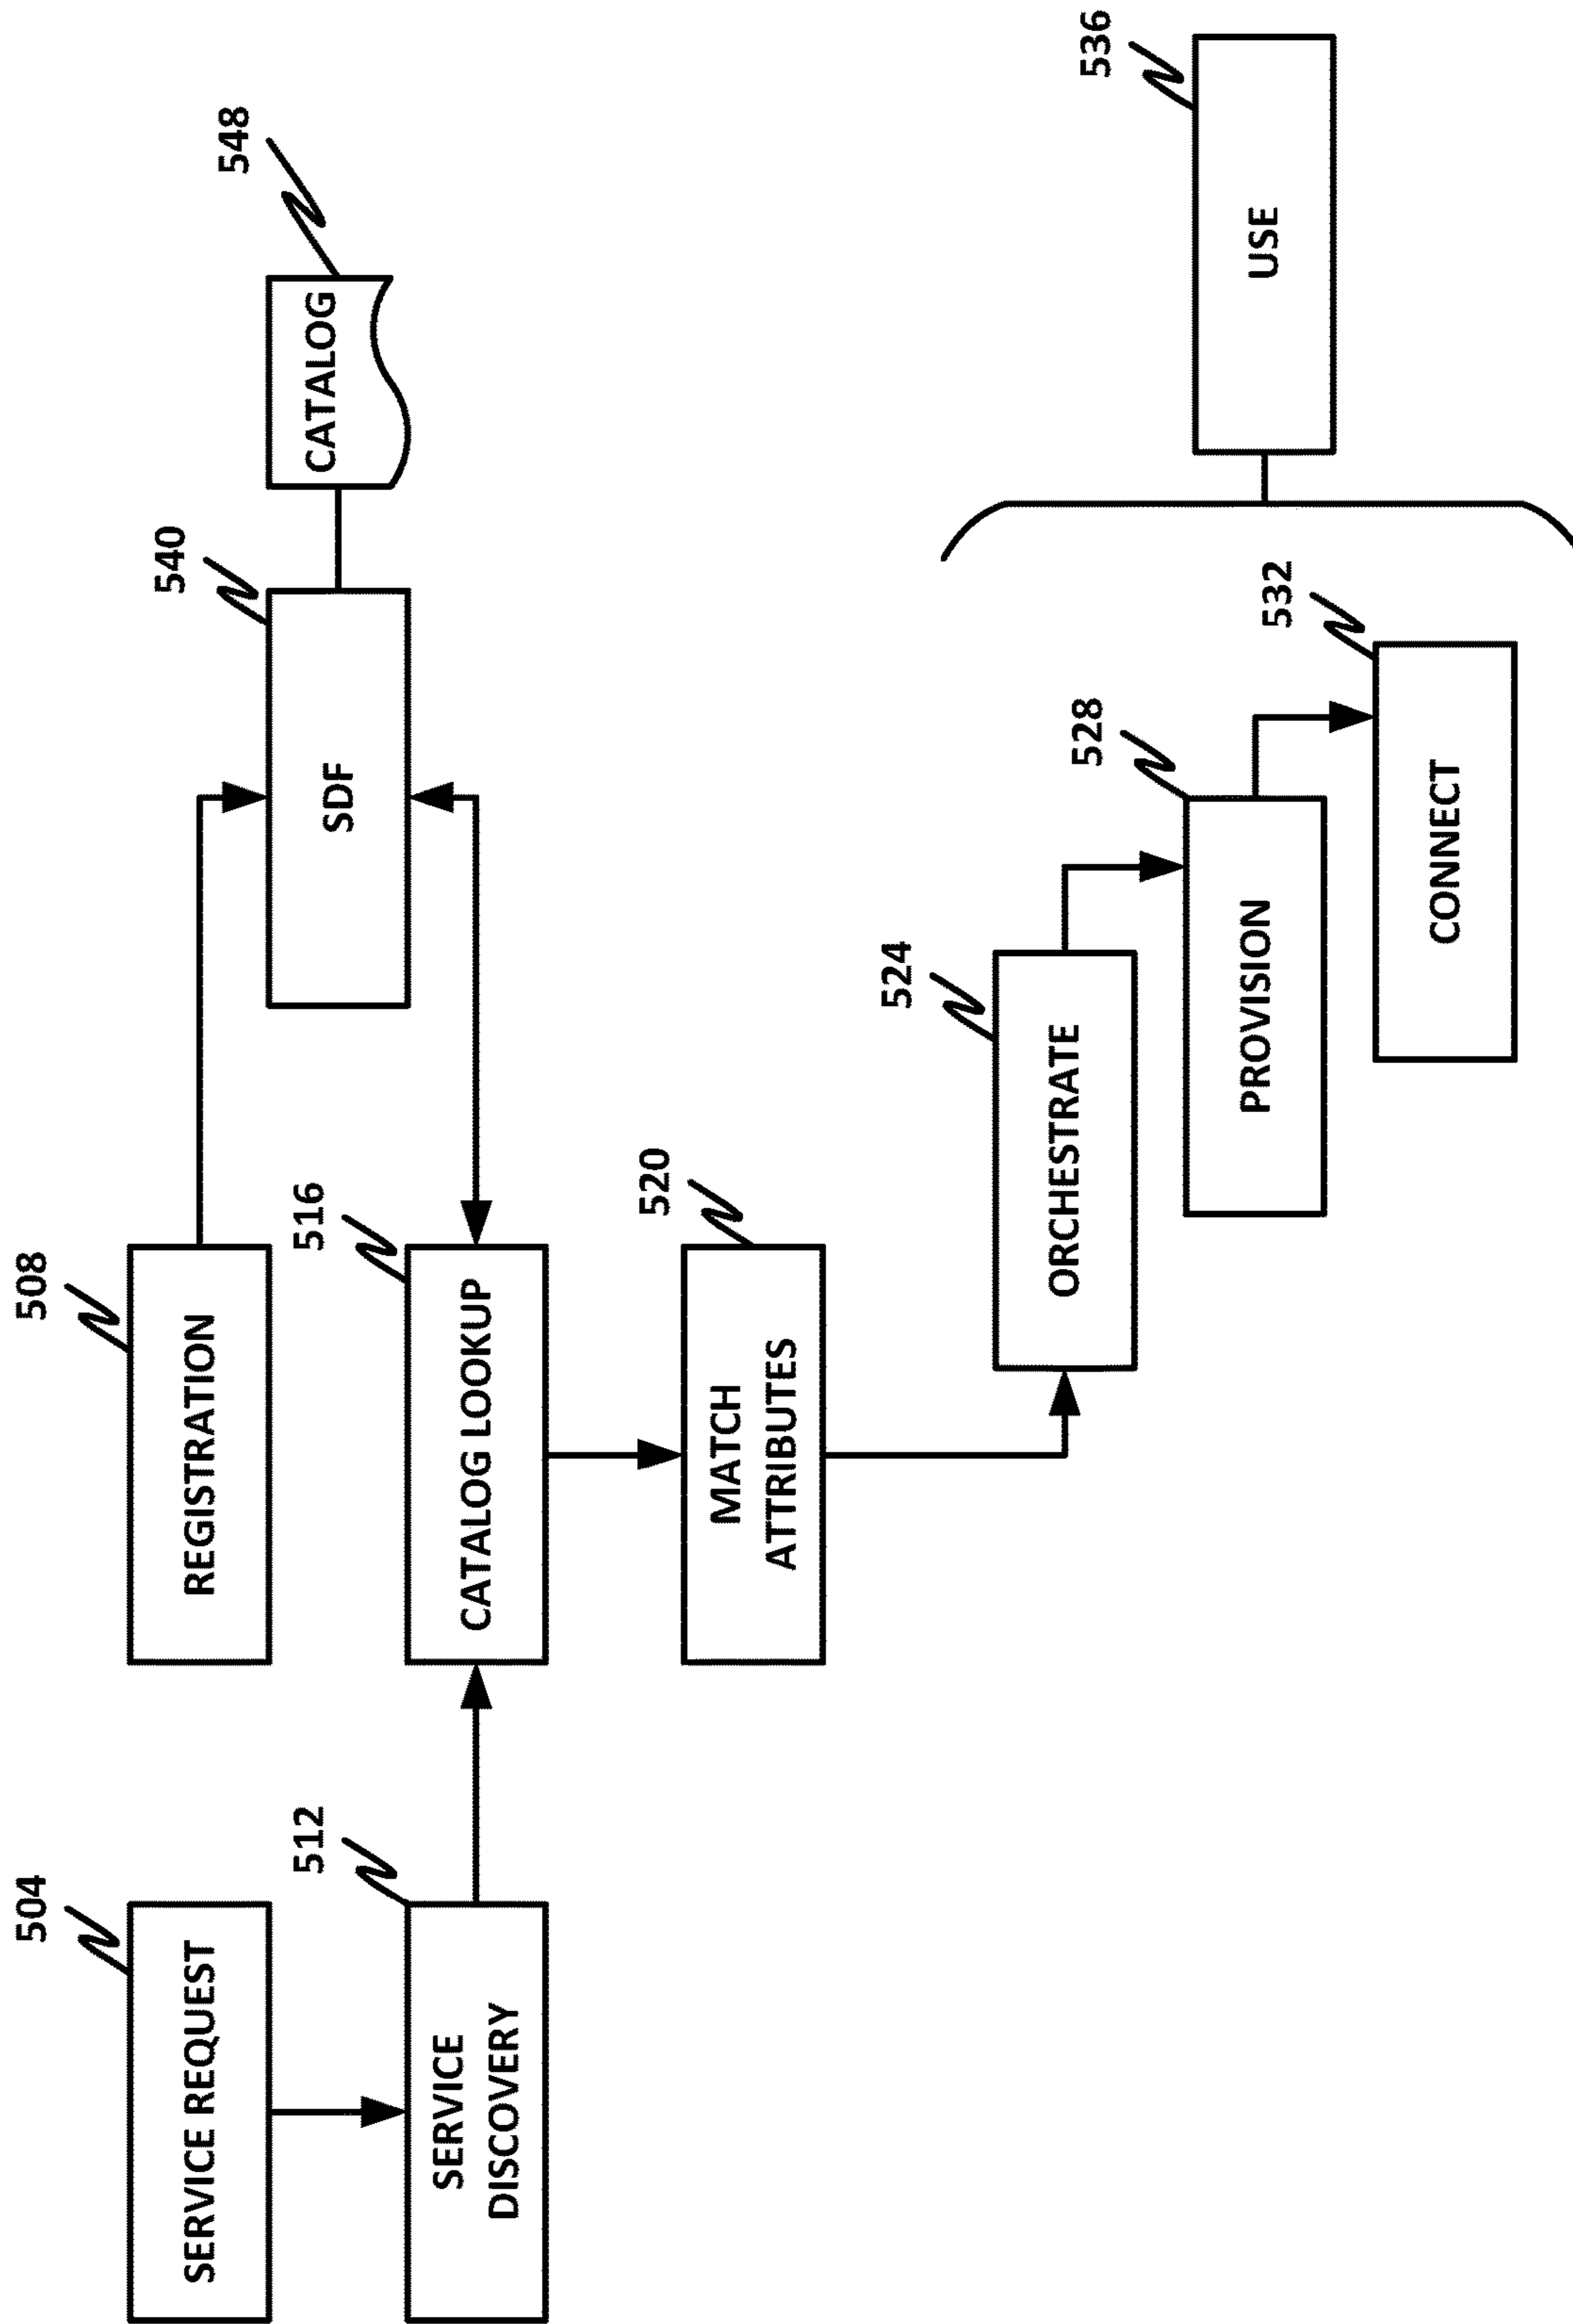 504
SERVICE REQUEST
508
REGISTRATION
540
SDF
548
CATALOG
512
SERVICE
DISCOVERY
516
CATALOG LOOKUP
520
MATCH
ATTRIBUTES
524
ORCHESTRATE
528
PROVISION
532
CONNECT
536
USE